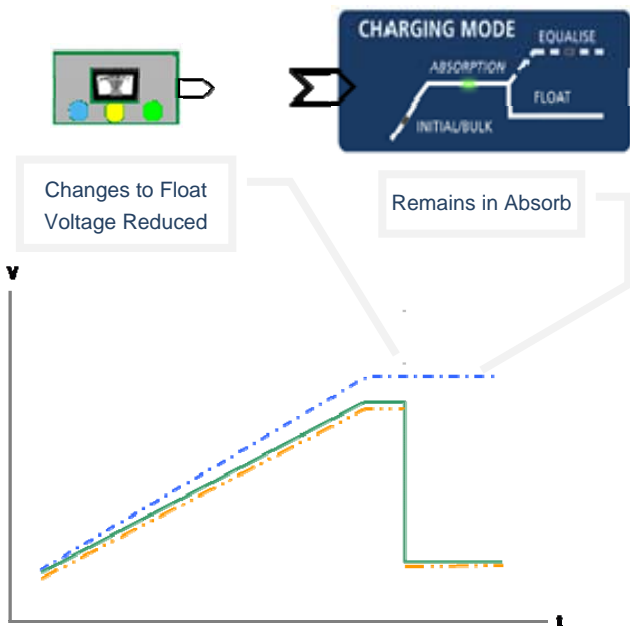 CHARGING MODE
EQUALISE
ABSORPTION
FLOAT
INITIAL/BULK
Changes to Float
Voltage Reduced
Remains in Absorb
v
t